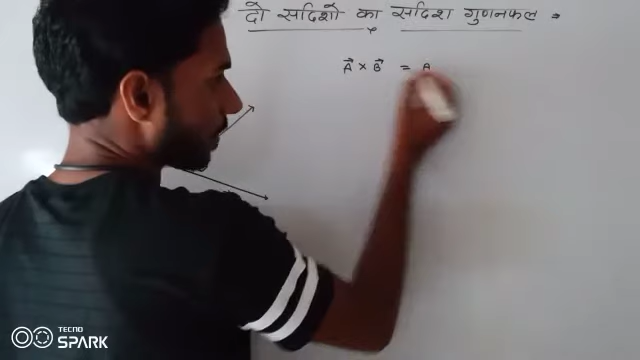 दो सदिशो का सदिश गुणनफल =
A⃗ × B⃗ = A
TECNO
SPARK